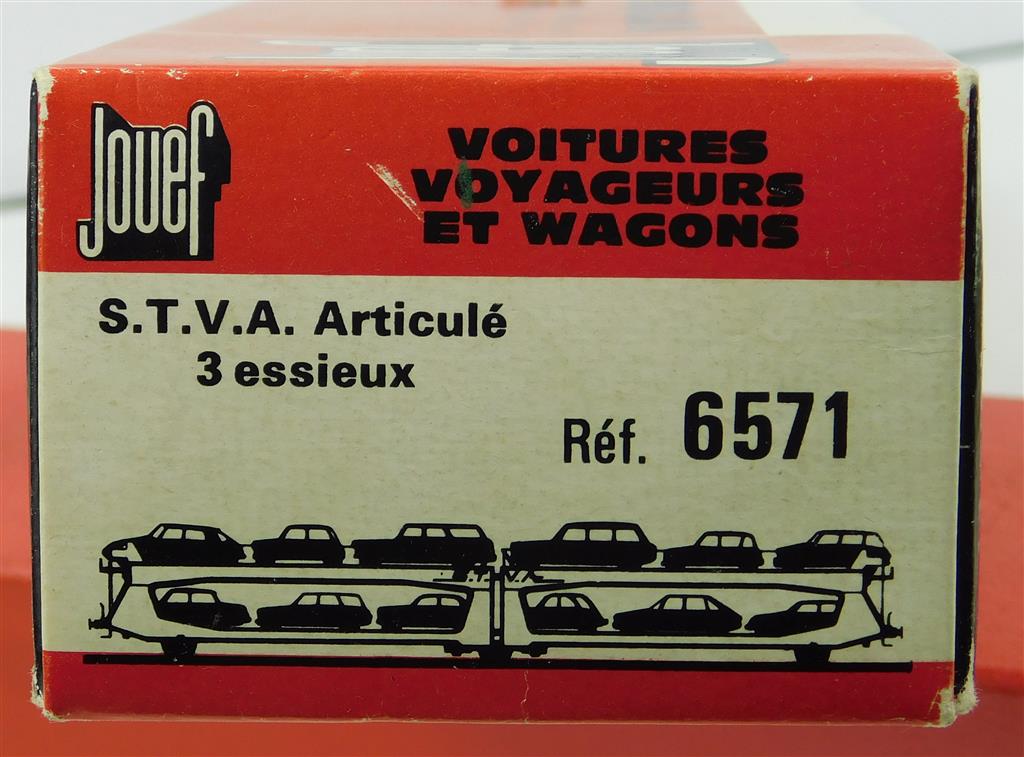 Jouef
VOITURES
VOYAGEURS
ET WAGONS
S.T.V.A. Articulé
3 essieux
Réf. 6571
S.T.V.A.